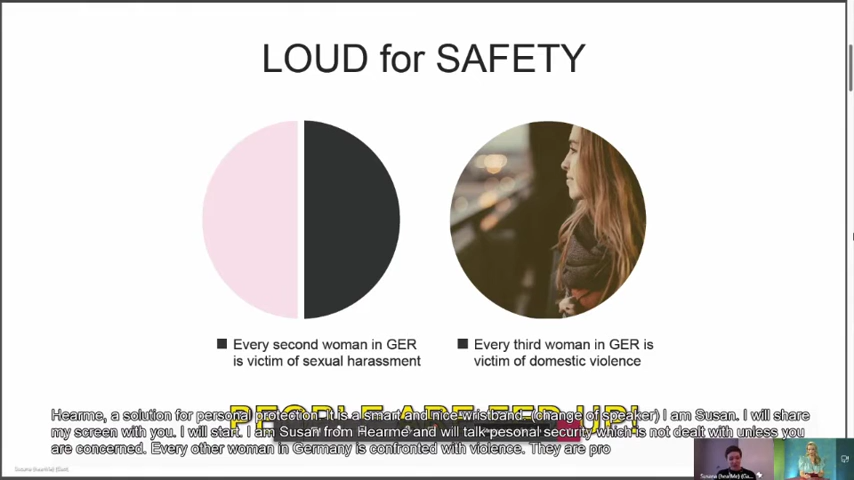 LOUD for SAFETY
Every second woman in GER
is victim of sexual harassment
Every third woman in GER is
victim of domestic violence
PEOPLE ARE FED UP!
Hearme, a solution for personal protection. It is a smart and nice wristband. (change of speaker) I am Susan. I will share
my screen with you. I will start. I am Susan from Hearme and will talk pesonal security which is not dealt with unless you
are concerned. Every other woman in Germany is confronted with violence. They are pro